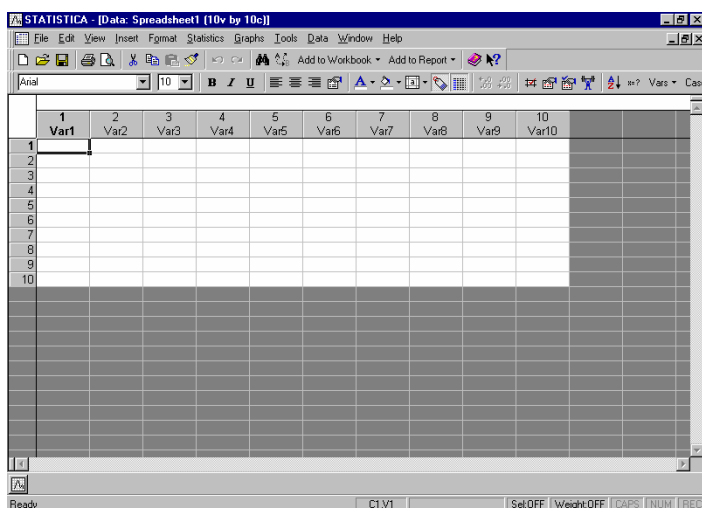 STATISTICA - [Data: Spreadsheet1 (10v by 10c)]
File Edit View Insert Format Statistics Graphs Tools Data Window Help
Add to Workbook Add to Report
Arial 10 B I U A Vars Cas
1 2 3 4 5 6 7 8 9 10
Var1 Var2 Var3 Var4 Var5 Var6 Var7 Var8 Var9 Var10
1
2
3
4
5
6
7
8
9
10
Ready C1,V1 Sel:OFF Weight:OFF CAPS NUM REC